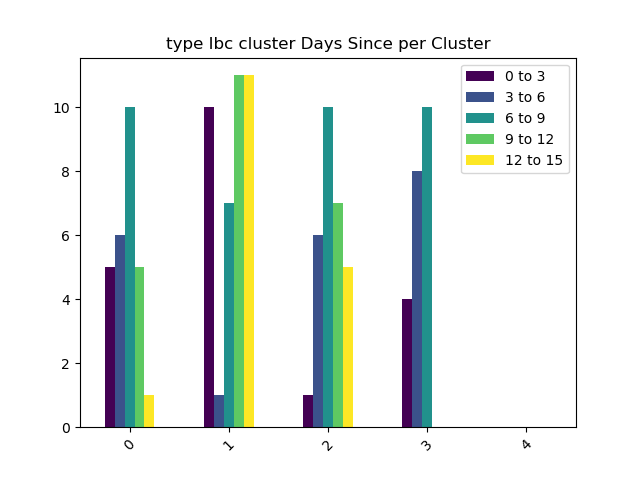 type Ibc cluster Days Since per Cluster
0 to 3
3 to 6
6 to 9
9 to 12
12 to 15
10
8
6
4
2
0
0
1
2
3
4